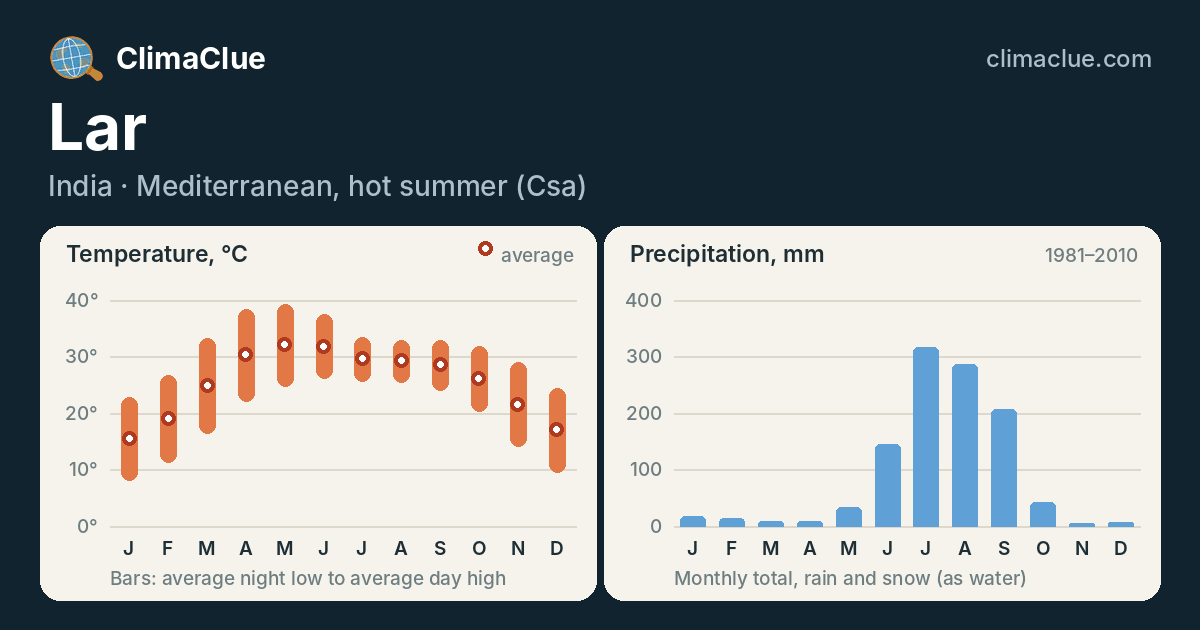 ClimaClue
climaclue.com
Lar
India · Mediterranean, hot summer (Csa)
Temperature, °C
average
40°
30°
20°
10°
0°
J F M A M J J A S O N D
Bars: average night low to average day high
Precipitation, mm
1981–2010
400
300
200
100
0
J F M A M J J A S O N D
Monthly total, rain and snow (as water)